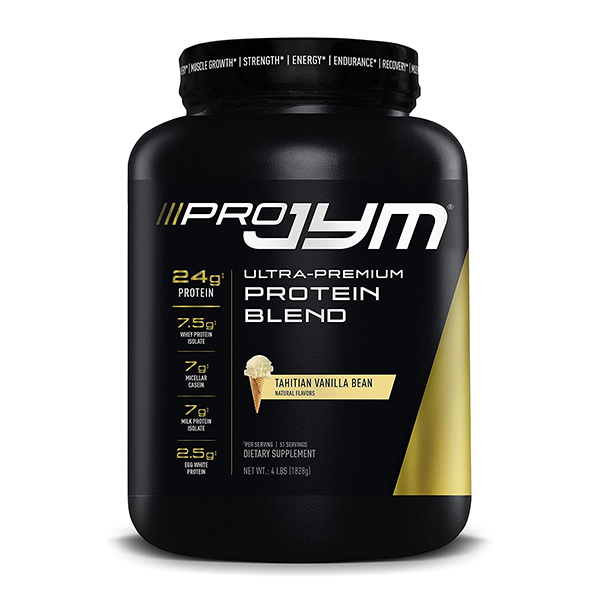 | MUSCLE GROWTH* | STRENGTH* | ENERGY* | ENDURANCE* | RECOVERY* |
PRO JYM®
24g‡
PROTEIN
7.5g‡
WHEY PROTEIN
ISOLATE
7g‡
MICELLAR
CASEIN
7g‡
MILK PROTEIN
ISOLATE
2.5g‡
EGG WHITE
PROTEIN
ULTRA-PREMIUM
PROTEIN
BLEND
TAHITIAN VANILLA BEAN
NATURAL FLAVORS
‡PER SERVING | 51 SERVINGS
DIETARY SUPPLEMENT
NET WT.: 4 LBS (1828g)